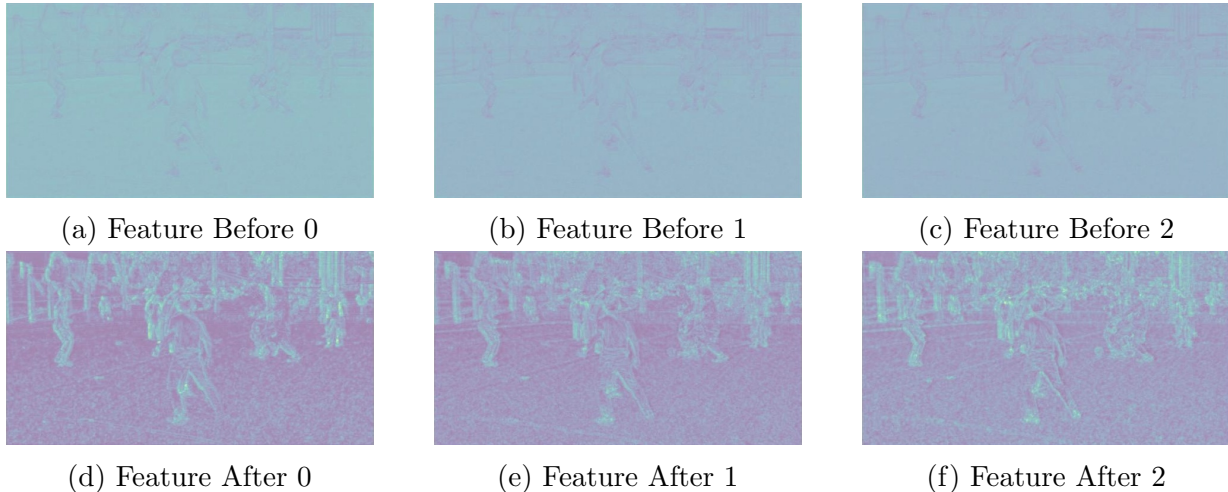 (a) Feature Before 0
(b) Feature Before 1
(c) Feature Before 2
(d) Feature After 0
(e) Feature After 1
(f) Feature After 2